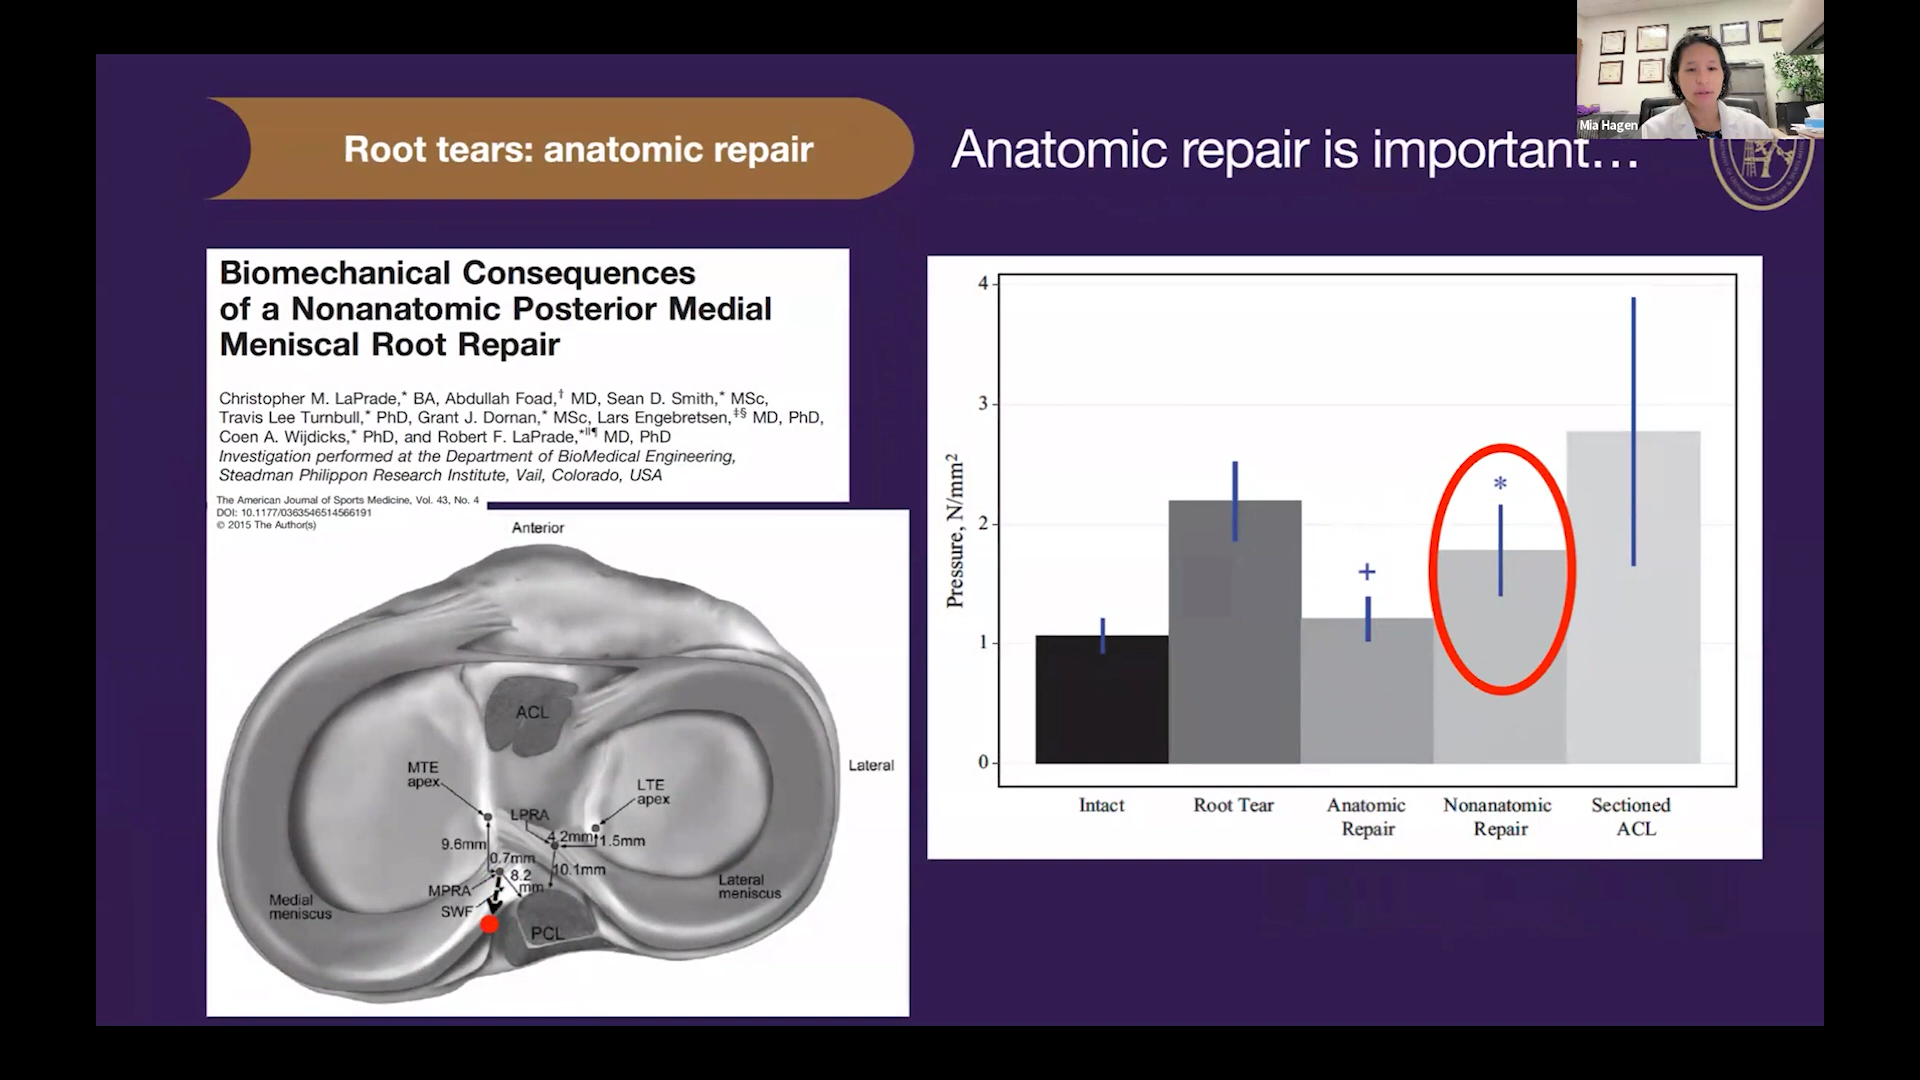 Mia Hagen
Root tears: anatomic repair
Anatomic repair is important...
Biomechanical Consequences
of a Nonanatomic Posterior Medial
Meniscal Root Repair
Christopher M. LaPrade,* BA, Abdullah Foad,† MD, Sean D. Smith,* MSc,
Travis Lee Turnbull,* PhD, Grant J. Dornan,* MSc, Lars Engebretsen,‡§ MD, PhD,
Coen A. Wijdicks,* PhD, and Robert F. LaPrade,*||¶ MD, PhD
Investigation performed at the Department of BioMedical Engineering,
Steadman Philippon Research Institute, Vail, Colorado, USA
The American Journal of Sports Medicine, Vol. 43, No. 4
DOI: 10.1177/0363546514566191
© 2015 The Author(s)
Anterior
ACL
Lateral
MTE
apex
LTE
apex
LPRA
4.2mm
1.5mm
9.6mm
0.7mm
10.1mm
8.2
mm
MPRA
SWF
Medial
meniscus
Lateral
meniscus
PCL
Pressure, N/mm²
4
3
2
1
0
+
*
Intact
Root Tear
Anatomic
Repair
Nonanatomic
Repair
Sectioned
ACL